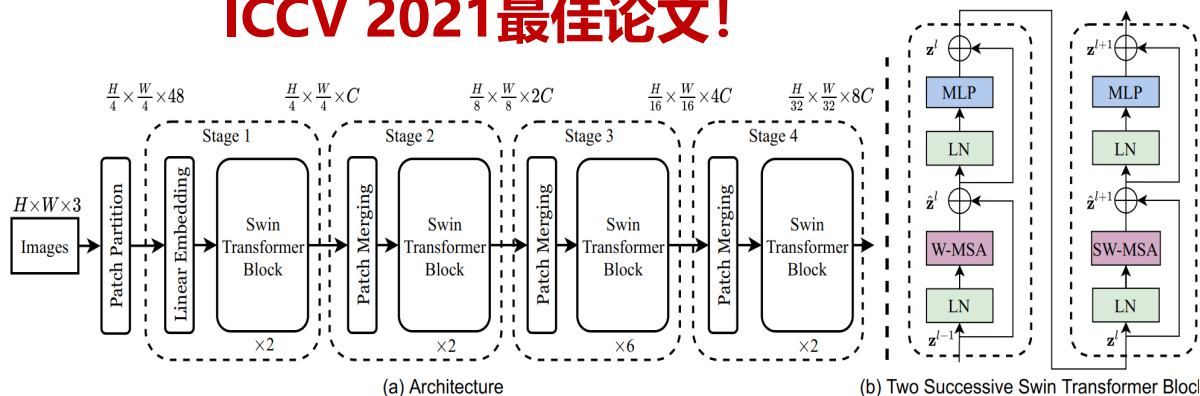 ICCV 2021最佳论文！
H/4 × W/4 × 48
H/4 × W/4 × C
H/8 × W/8 × 2C
H/16 × W/16 × 4C
H/32 × W/32 × 8C
Stage 1
Stage 2
Stage 3
Stage 4
H×W×3
Images
Patch Partition
Linear Embedding
Swin
Transformer
Block
×2
Patch Merging
Swin
Transformer
Block
×2
Patch Merging
Swin
Transformer
Block
×6
Patch Merging
Swin
Transformer
Block
×2
(a) Architecture
z^l
MLP
LN
ẑ^l
W-MSA
LN
z^{l-1}
z^{l+1}
MLP
LN
ẑ^{l+1}
SW-MSA
LN
z^l
(b) Two Successive Swin Transformer Block